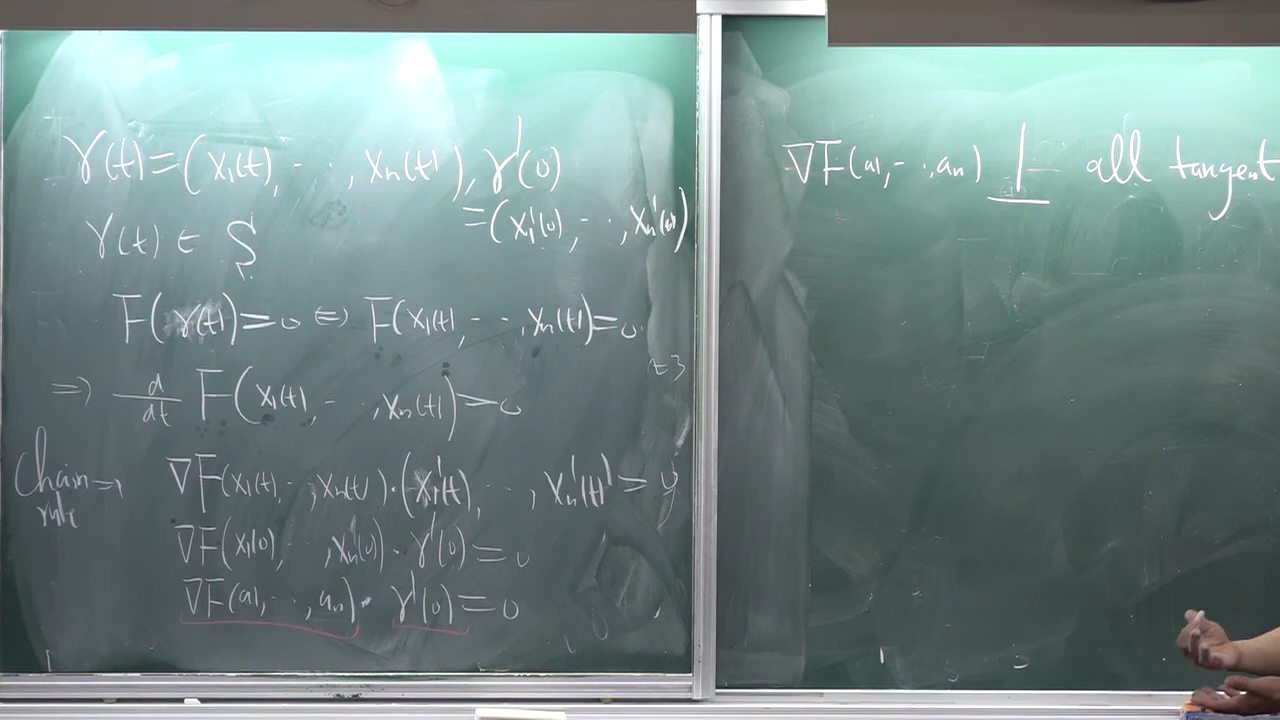 γ(t)=(x₁(t),⋯,xₙ(t)),γ'(0)
=(x₁'(0),⋯,xₙ'(0))
γ(t)∈S
F(γ(t))=0⇔F(x₁(t),⋯,xₙ(t))=0
⇒ d/dt F(x₁(t),⋯,xₙ(t))=0
Chain rule ⇒ ∇F(x₁(t),⋯,xₙ(t))·(x₁'(t),⋯,xₙ'(t))=
∇F(x₁(0),⋯,xₙ(0))·γ'(0)=0
∇F(a₁,⋯,aₙ)·γ'(0)=0
∇F(a₁,⋯,aₙ) ⊥ all tangent